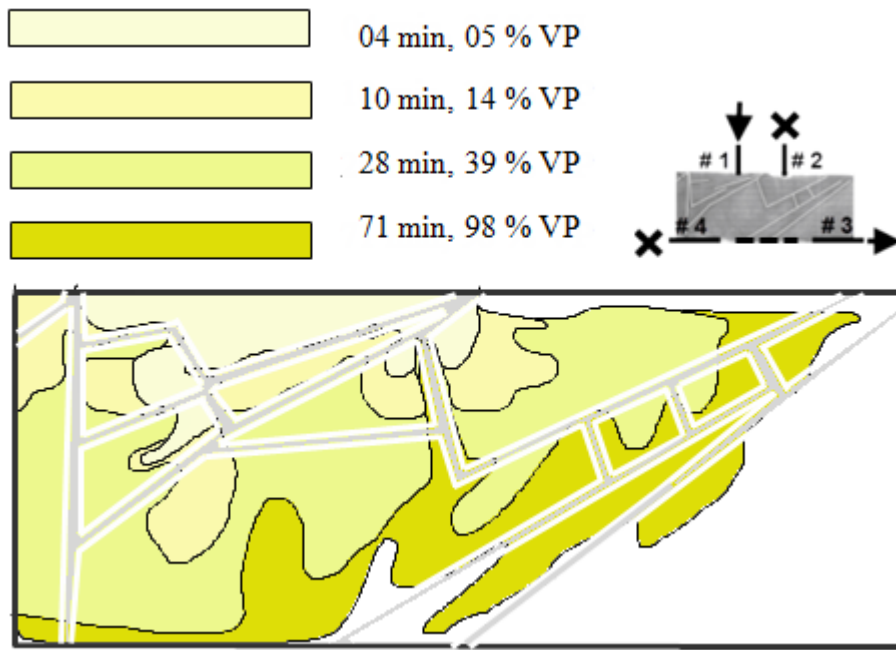 04 min, 05 % VP
10 min, 14 % VP
28 min, 39 % VP
71 min, 98 % VP
# 1
# 2
# 4
# 3